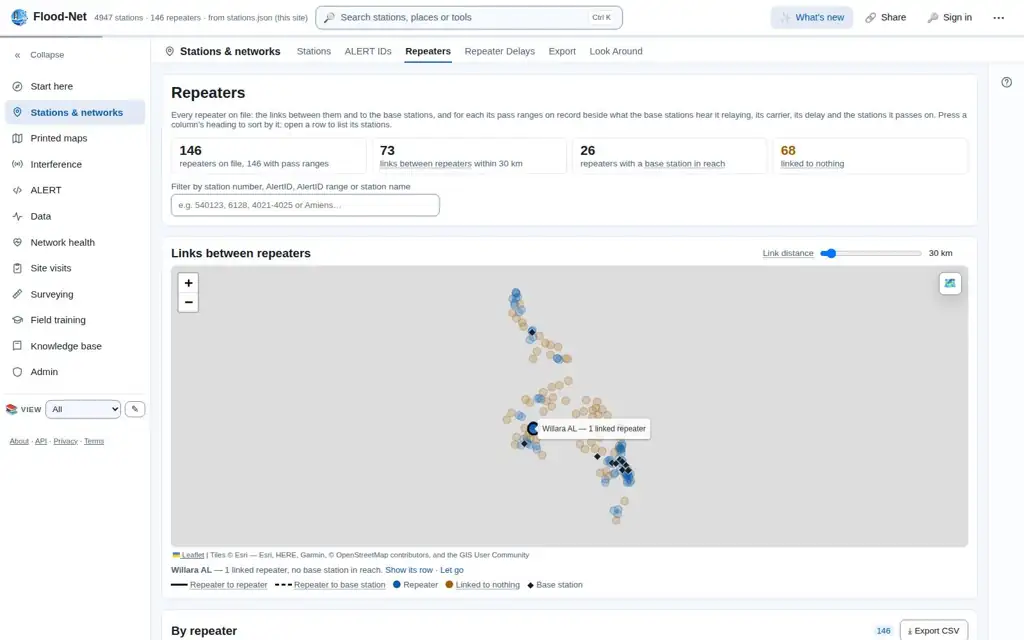 Flood-Net
4947 stations · 146 repeaters · from stations.json (this site)
Search stations, places or tools
Ctrl K
What's new
Share
Sign in
Collapse
Start here
Stations & networks
Printed maps
Interference
ALERT
Data
Network health
Site visits
Surveying
Field training
Knowledge base
Admin
VIEW
All
About · API · Privacy · Terms
Stations & networks
Stations
ALERT IDs
Repeaters
Repeater Delays
Export
Look Around
Repeaters
Every repeater on file: the links between them and to the base stations, and for each its pass ranges on record beside what the base stations hear it relaying, its carrier, its delay and the stations it passes on. Press a
column's heading to sort by it; open a row to list its stations.
146
repeaters on file, 146 with pass ranges
73
links between repeaters within 30 km
26
repeaters with a base station in reach
68
linked to nothing
Filter by station number, AlertID, AlertID range or station name
e.g. 540123, 6128, 4021-4025 or Amiens...
Links between repeaters
Link distance
30 km
+
−
Willara AL — 1 linked repeater
Leaflet | Tiles © Esri — Esri, HERE, Garmin, © OpenStreetMap contributors, and the GIS User Community
Willara AL — 1 linked repeater, no base station in reach. Show its row · Let go
Repeater to repeater
Repeater to base station
Repeater
Linked to nothing
Base station
By repeater
146
Export CSV